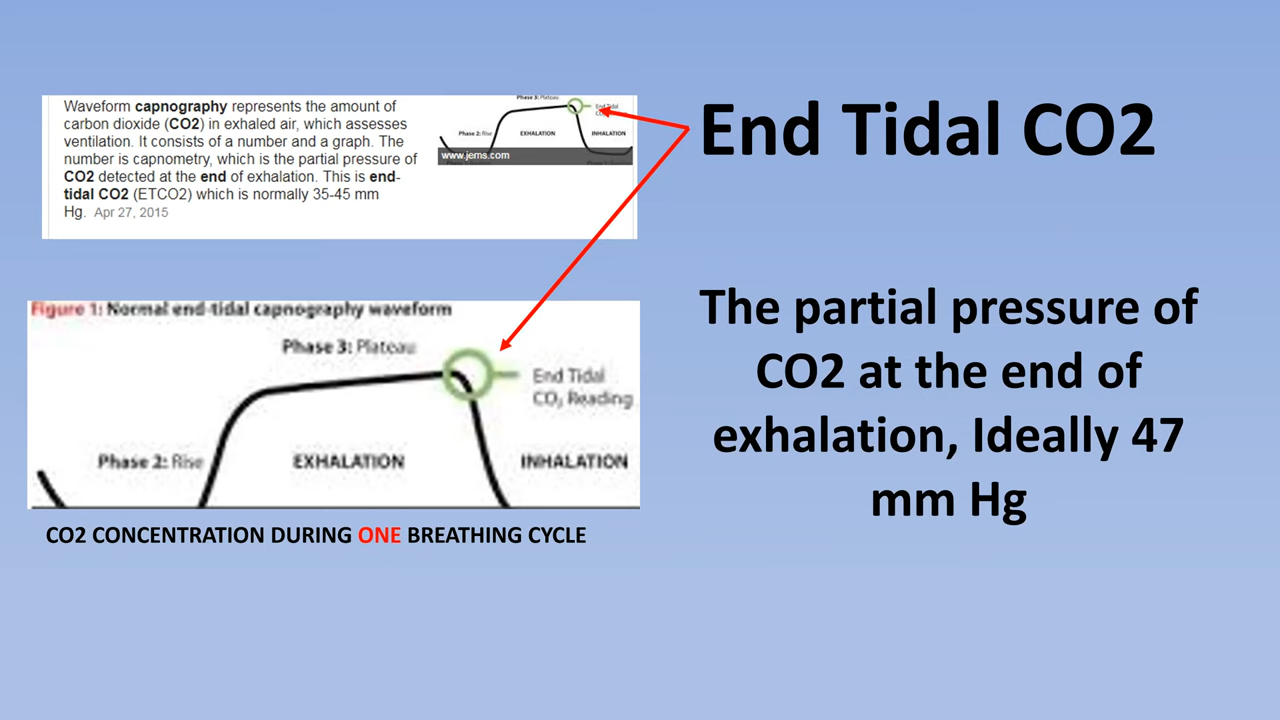 Waveform capnography represents the amount of
carbon dioxide (CO2) in exhaled air, which assesses
ventilation. It consists of a number and a graph. The
number is capnometry, which is the partial pressure of
CO2 detected at the end of exhalation. This is end-
tidal CO2 (ETCO2) which is normally 35-45 mm
Hg. Apr 27, 2015
Phase 3: Plateau
End Tidal
Phase 2: Rise EXHALATION INHALATION
www.jems.com
End Tidal CO2
The partial pressure of
CO2 at the end of
exhalation, Ideally 47
mm Hg
Figure 1: Normal end-tidal capnography waveform
Phase 3: Plateau
End Tidal
CO₂ Reading
Phase 2: Rise EXHALATION INHALATION
CO2 CONCENTRATION DURING ONE BREATHING CYCLE